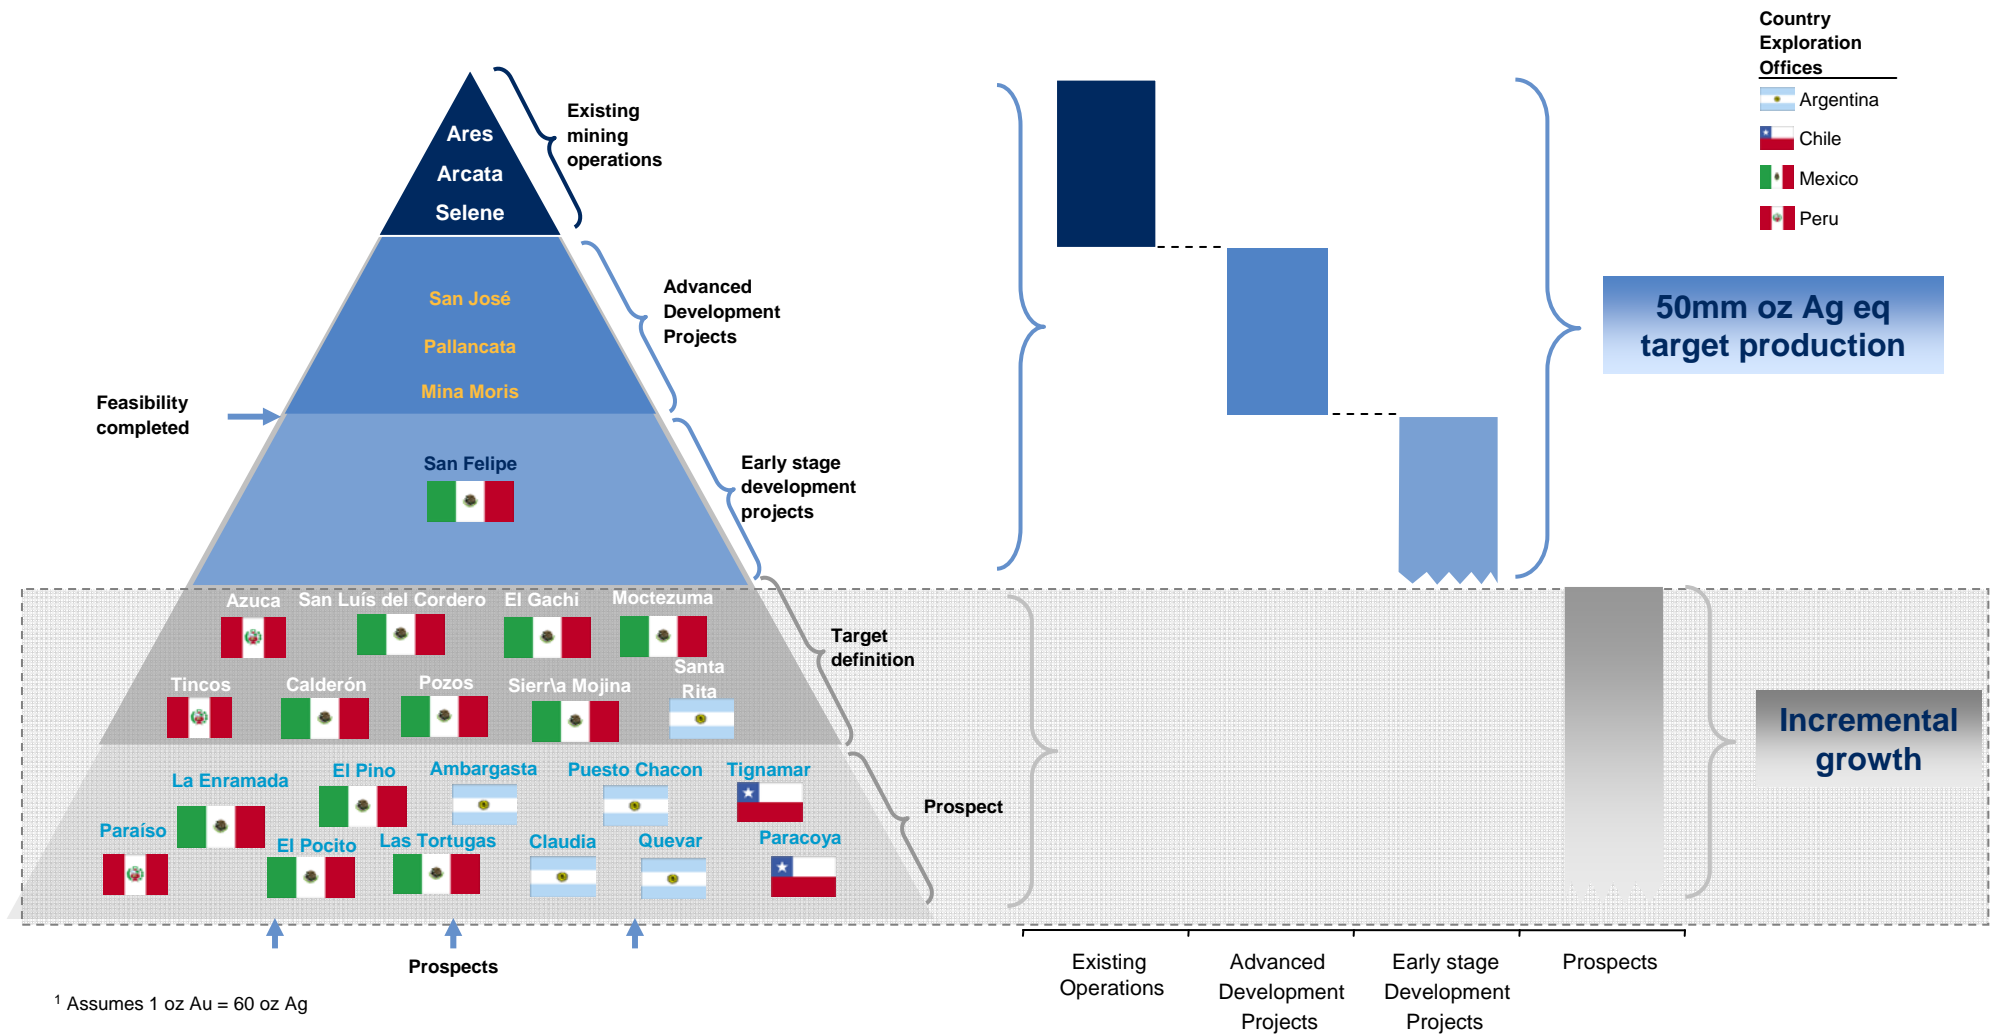 Country
Exploration
Offices
Argentina
Chile
Mexico
Peru
Ares
Arcata
Selene
Existing
mining
operations
San José
Pallancata
Mina Moris
Advanced
Development
Projects
Feasibility
completed
San Felipe
Early stage
development
projects
50mm oz Ag eq
target production
Azuca San Luís del Cordero El Gachi Moctezuma
Tincos Calderón Pozos Sierr\a Mojina Santa
Rita
Target
definition
La Enramada El Pino Ambargasta Puesto Chacon Tignamar
Paraíso El Pocito Las Tortugas Claudia Quevar Paracoya
Prospect
Incremental
growth
Prospects
Existing
Operations
Advanced
Development
Projects
Early stage
Development
Projects
Prospects
1 Assumes 1 oz Au = 60 oz Ag